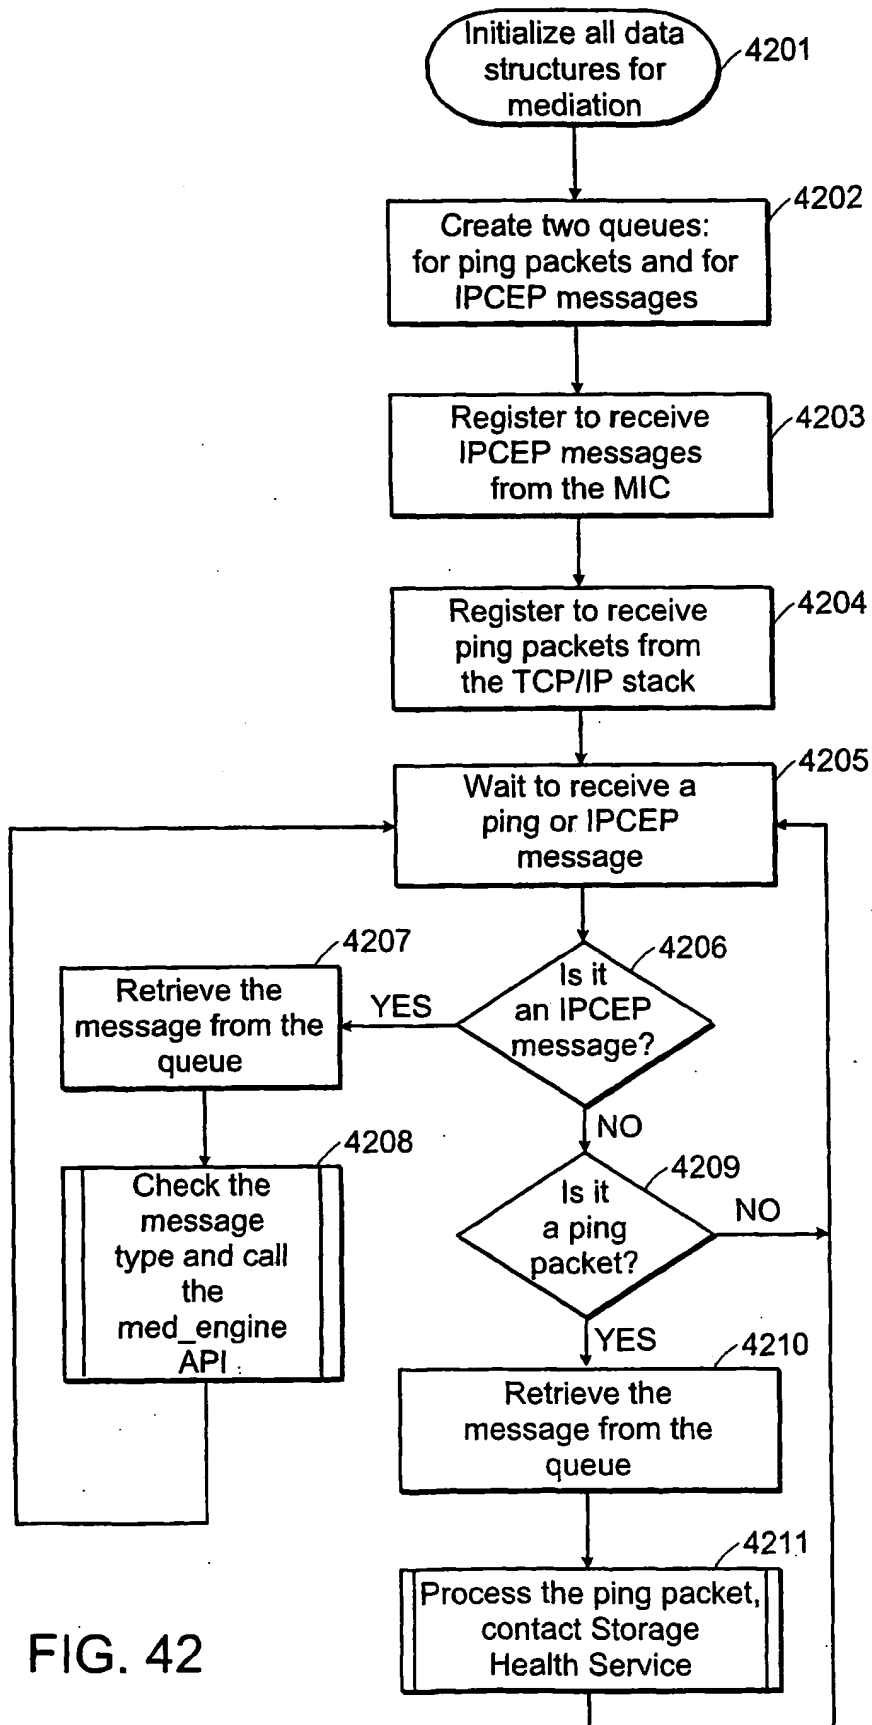 Initialize all data
structures for
mediation
4201
Create two queues:
for ping packets and for
IPCEP messages
4202
Register to receive
IPCEP messages
from the MIC
4203
Register to receive
ping packets from
the TCP/IP stack
4204
Wait to receive a
ping or IPCEP
message
4205
Is it
an IPCEP
message?
4206
YES
NO
Retrieve the
message from the
queue
4207
Check the
message
type and call
the
med_engine
API
4208
Is it
a ping
packet?
4209
NO
YES
Retrieve the
message from the
queue
4210
Process the ping packet,
contact Storage
Health Service
4211
FIG. 42